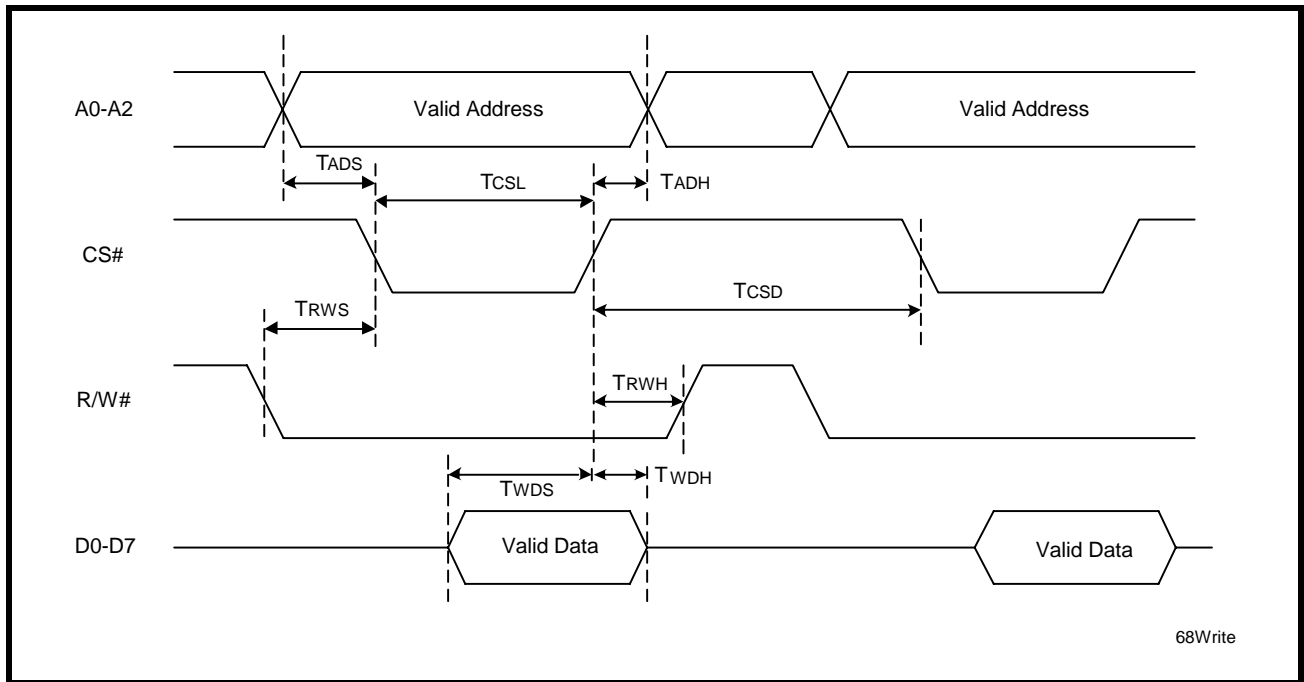 A0-A2
Valid Address
Valid Address
TADS
TCSL
TADH
CS#
TCSD
TRWS
TRWH
R/W#
TWDS
TWDH
D0-D7
Valid Data
Valid Data
68Write